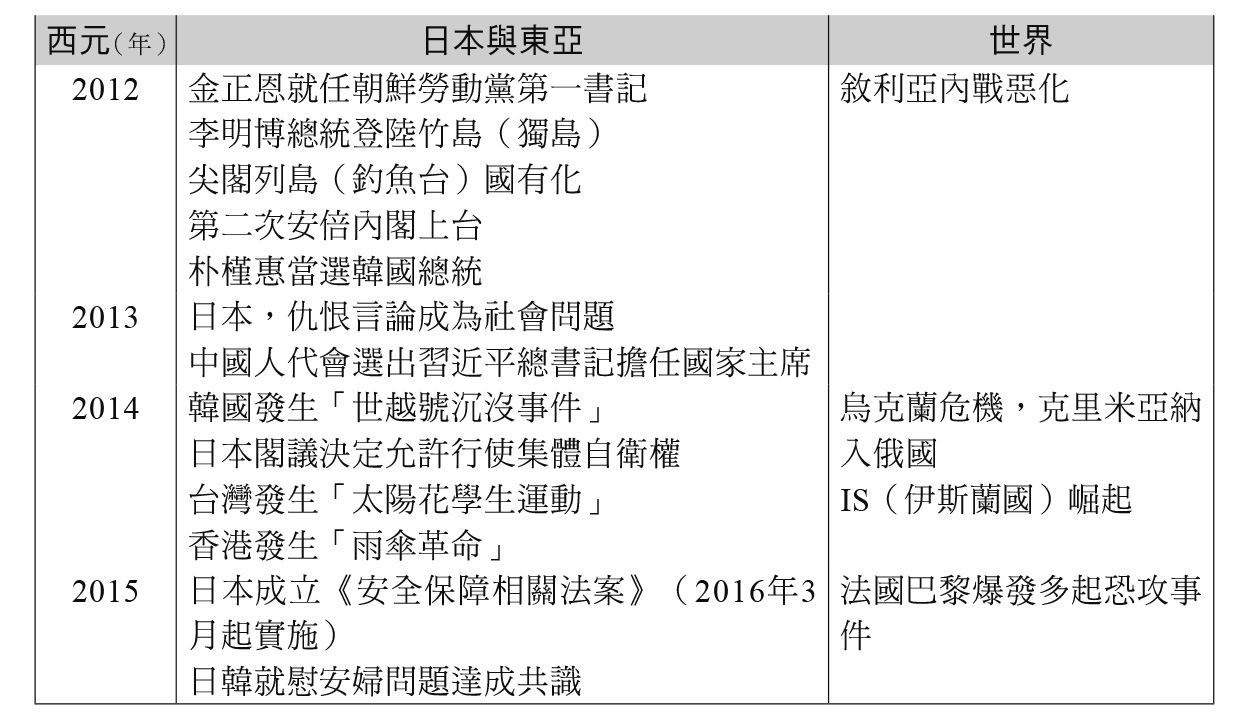 西元(年) 日本與東亞 世界
2012 金正恩就任朝鮮勞動黨第一書記 敘利亞內戰惡化
李明博總統登陸竹島（獨島）
尖閣列島（釣魚台）國有化
第二次安倍內閣上台
朴槿惠當選韓國總統
2013 日本，仇恨言論成為社會問題
中國人代會選出習近平總書記擔任國家主席
2014 韓國發生「世越號沉沒事件」 烏克蘭危機，克里米亞納
日本閣議決定允許行使集體自衛權 入俄國
台灣發生「太陽花學生運動」 IS（伊斯蘭國）崛起
香港發生「雨傘革命」
2015 日本成立《安全保障相關法案》（2016年3 法國巴黎爆發多起恐攻事
月起實施） 件
日韓就慰安婦問題達成共識